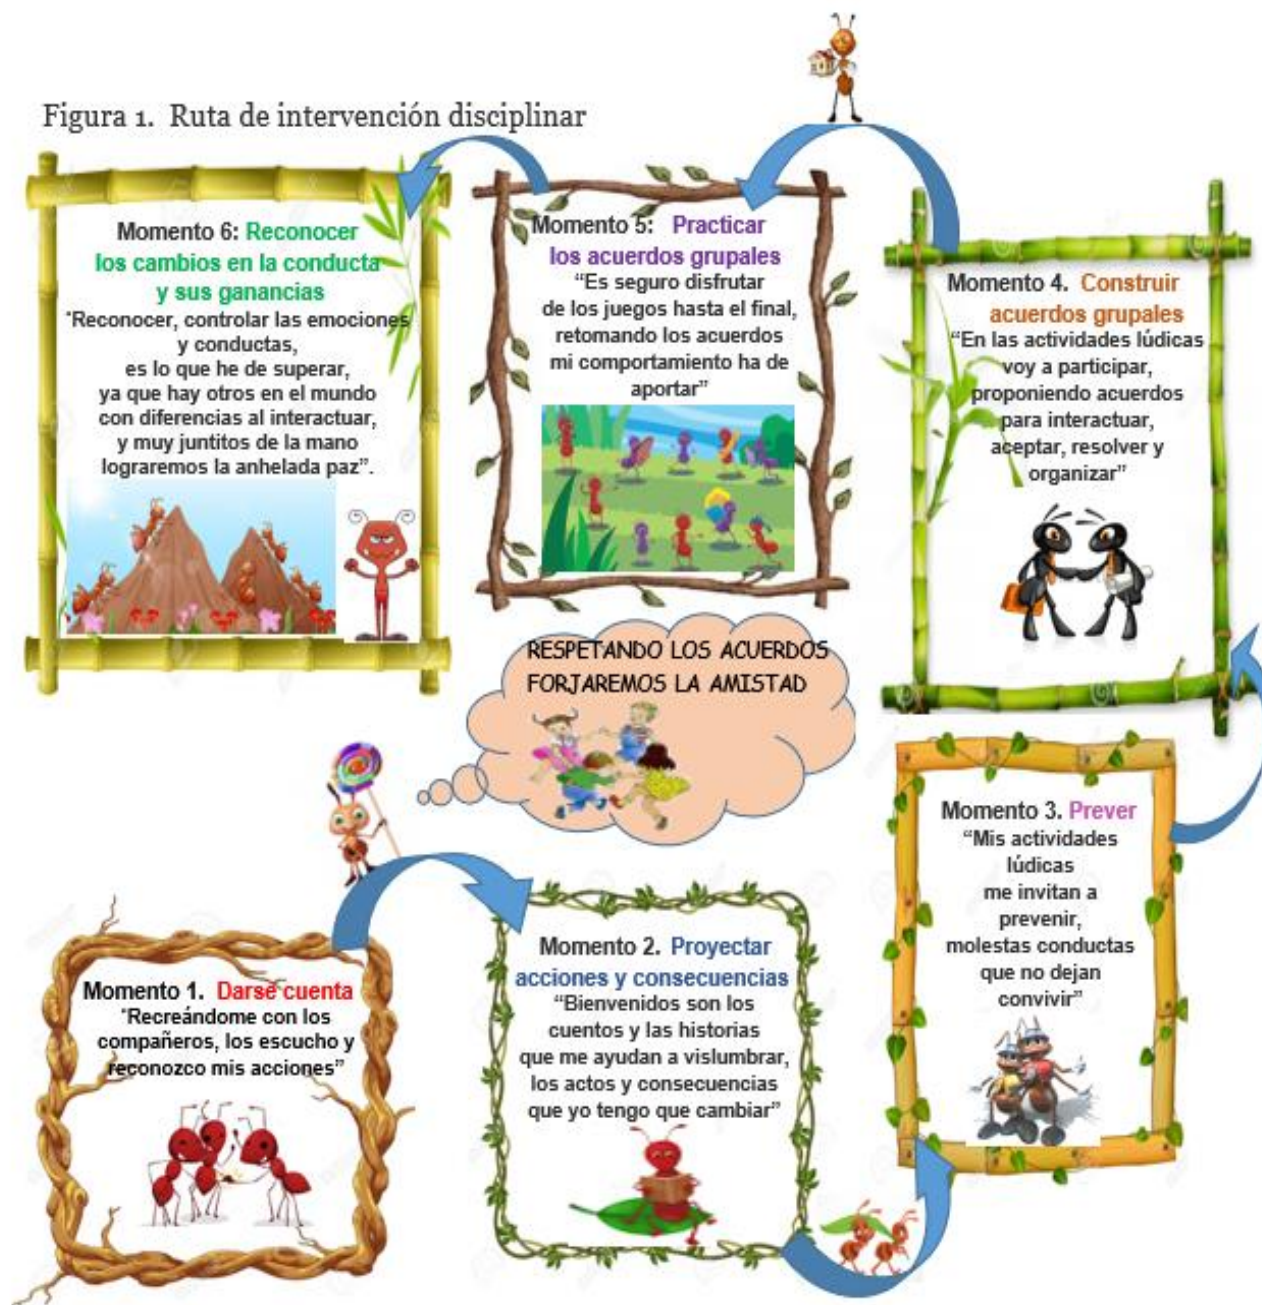 Figura 1. Ruta de intervención disciplinar
Momento 6: Reconocer
los cambios en la conducta
y sus ganancias
"Reconocer, controlar las emociones
y conductas,
es lo que he de superar,
ya que hay otros en el mundo
con diferencias al interactuar,
y muy juntitos de la mano
lograremos la anhelada paz".
Momento 5: Practicar
los acuerdos grupales
“Es seguro disfrutar
de los juegos hasta el final,
retomando los acuerdos
mi comportamiento ha de
aportar”
Momento 4. Construir
acuerdos grupales
“En las actividades lúdicas
voy a participar,
proponiendo acuerdos
para interactuar,
aceptar, resolver y
organizar”
RESPETANDO LOS ACUERDOS
FORJAREMOS LA AMISTAD
Momento 3. Prever
“Mis actividades
lúdicas
me invitan a
prevenir,
molestas conductas
que no dejan
convivir”
Momento 2. Proyectar
acciones y consecuencias
“Bienvenidos son los
cuentos y las historias
que me ayudan a vislumbrar,
los actos y consecuencias
que yo tengo que cambiar”
Momento 1. Darse cuenta
"Recreándome con los
compañeros, los escucho y
reconozco mis acciones”